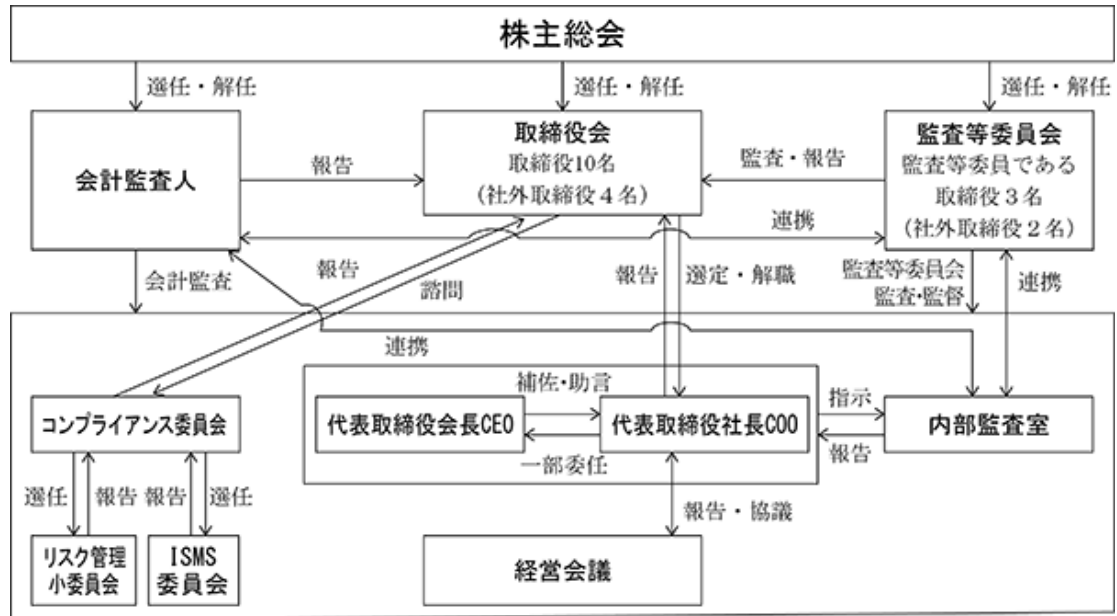 株主総会
選任・解任
選任・解任
選任・解任
会計監査人
報告
取締役会
取締役10名
（社外取締役４名）
監査・報告
監査等委員会
監査等委員である
取締役３名
（社外取締役２名）
連携
会計監査
報告
諮問
報告
選定・解職
監査等委員会
監査・監督
連携
連携
コンプライアンス委員会
補佐・助言
代表取締役会長CEO
代表取締役社長COO
一部委任
指示
報告
内部監査室
選任
報告
報告
選任
報告・協議
リスク管理
小委員会
ISMS
委員会
経営会議